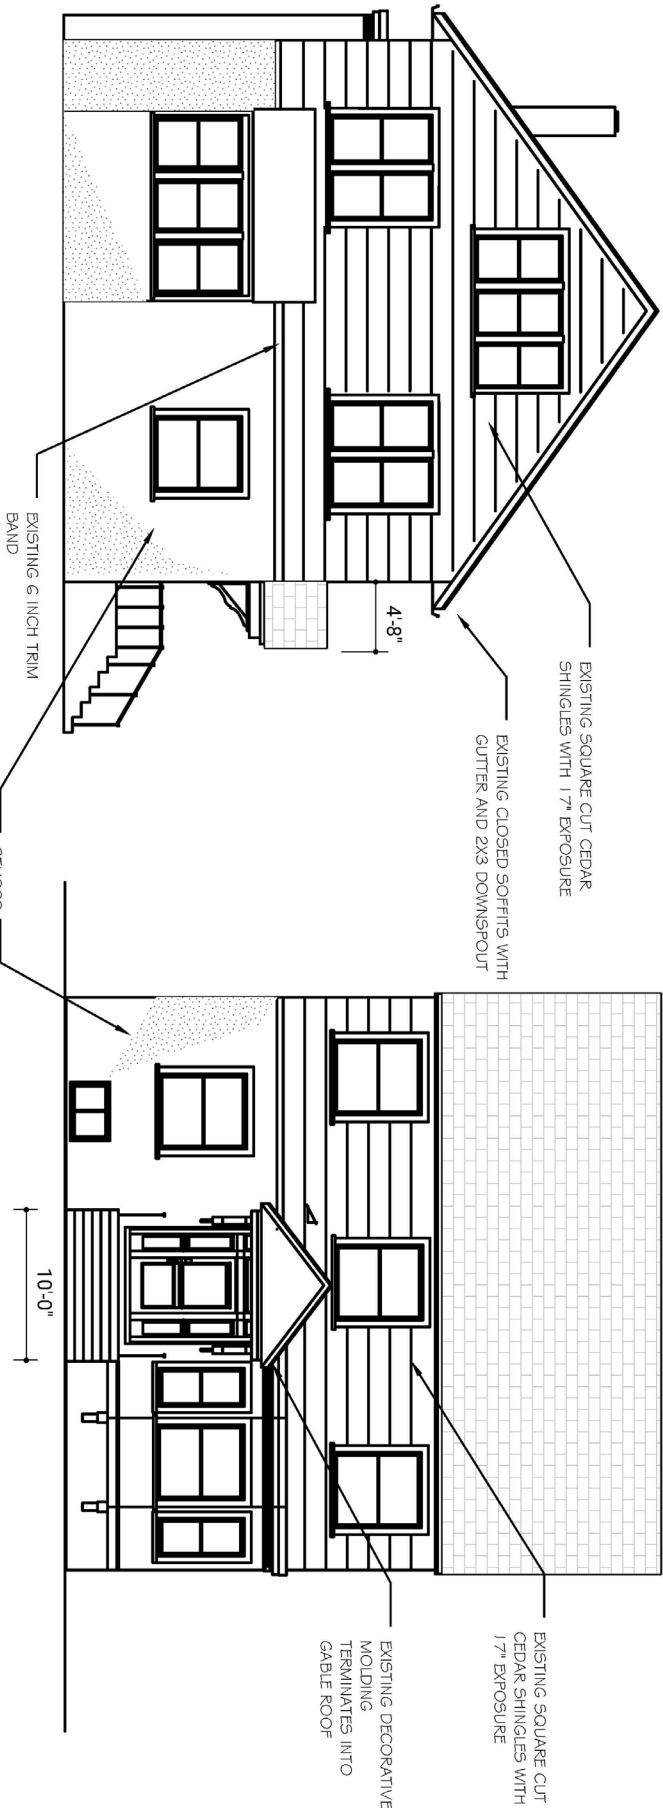 EXISTING SQUARE CUT CEDAR
SHINGLES WITH 17" EXPOSURE
EXISTING CLOSED SOFFITS WITH
GUTTER AND 2X3 DOWNSPOUT
4'-8"
EXISTING 6 INCH TRIM
BAND
EXISTING SQUARE CUT
CEDAR SHINGLES WITH
17" EXPOSURE
EXISTING DECORATIVE
MOLDING
TERMINATES INTO
GABLE ROOF
10'-0"